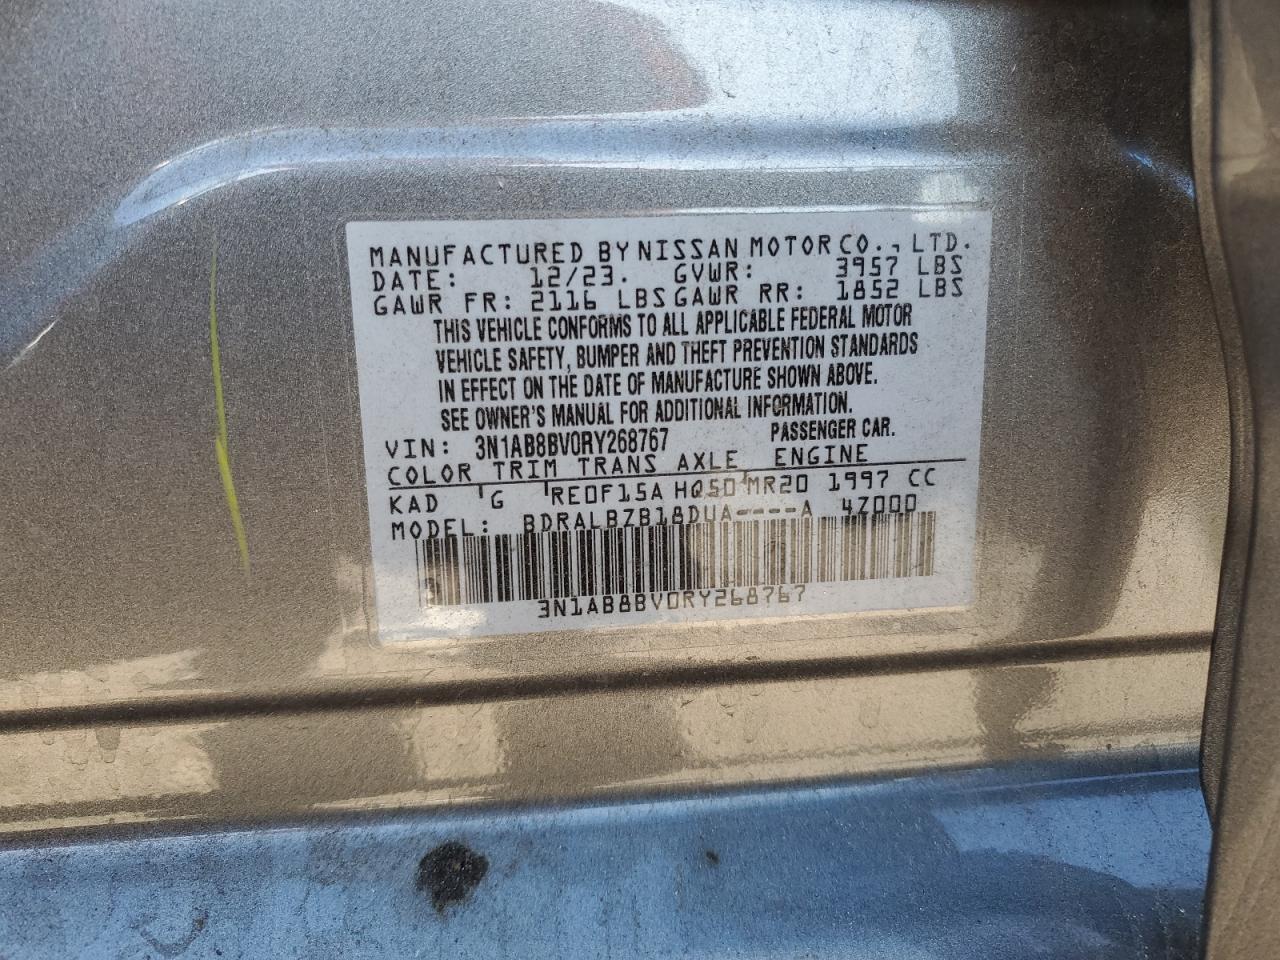 MANUFACTURED BY NISSAN MOTOR CO., LTD.
DATE: 12/23. GVWR: 3957 LBS
GAWR FR: 2116 LBS GAWR RR: 1852 LBS
THIS VEHICLE CONFORMS TO ALL APPLICABLE FEDERAL MOTOR
VEHICLE SAFETY, BUMPER AND THEFT PREVENTION STANDARDS
IN EFFECT ON THE DATE OF MANUFACTURE SHOWN ABOVE.
SEE OWNER'S MANUAL FOR ADDITIONAL INFORMATION.
VIN: 3N1AB8BV0RY268767 PASSENGER CAR.
COLOR TRIM TRANS AXLE ENGINE
KAD G RE0F15A HQ50 MR20 1997 CC
MODEL: BDRALBZB18DUA----A 4Z000
3N1AB8BV0RY268767